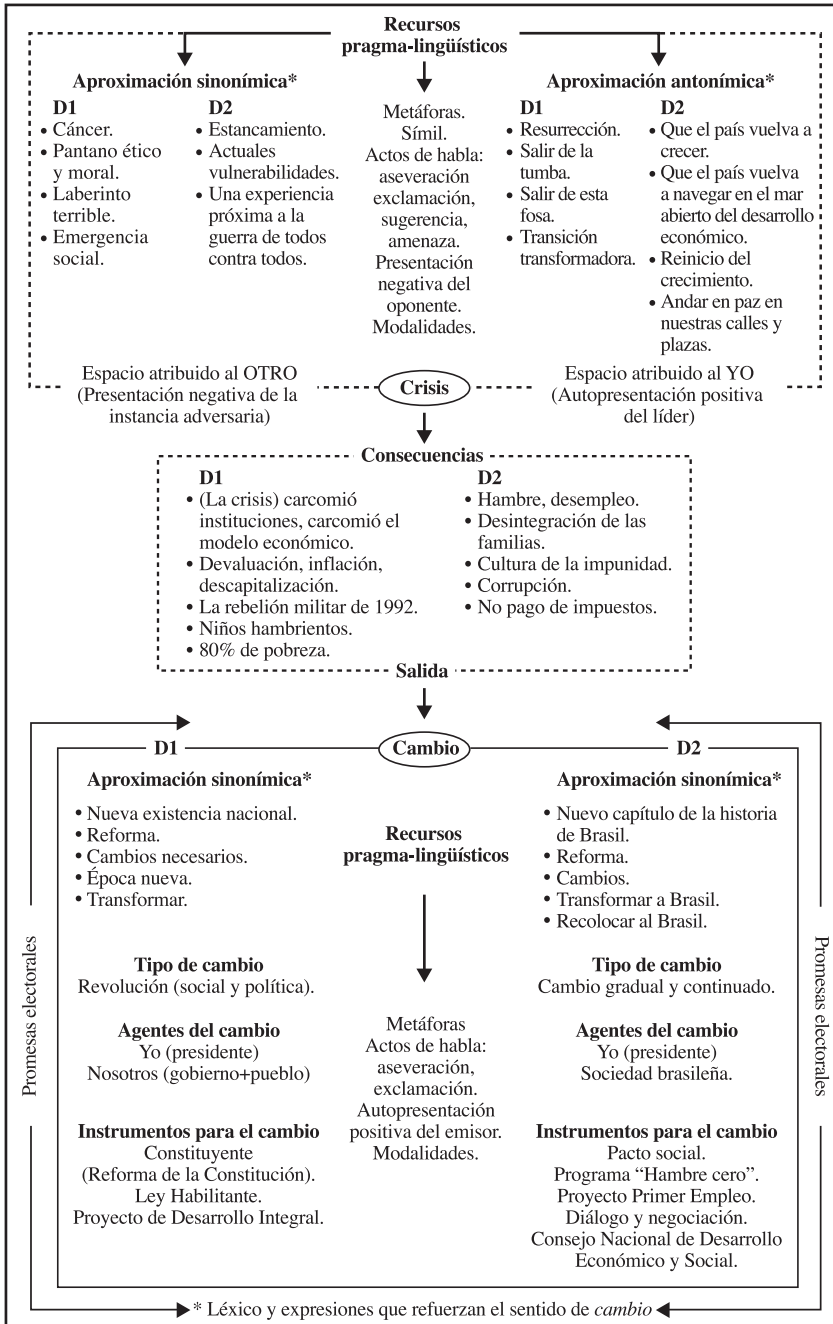 Recursos
pragma-lingüísticos
Aproximación sinonímica*
D1
• Cáncer.
• Pantano ético
y moral.
• Laberinto
terrible.
• Emergencia
social.
D2
• Estancamiento.
• Actuales
vulnerabilidades.
• Una experiencia
próxima a la
guerra de todos
contra todos.
Metáforas.
Símil.
Actos de habla:
aseveración
exclamación,
sugerencia,
amenaza.
Presentación
negativa del
oponente.
Modalidades.
Aproximación antonímica*
D1
• Resurrección.
• Salir de la
tumba.
• Salir de esta
fosa.
• Transición
transformadora.
D2
• Que el país vuelva a
crecer.
• Que el país vuelva
a navegar en el mar
abierto del desarrollo
económico.
• Reinicio del
crecimiento.
• Andar en paz en
nuestras calles y
plazas.
Espacio atribuido al OTRO
(Presentación negativa de la
instancia adversaria)
Crisis
Espacio atribuido al YO
(Autopresentación positiva
del líder)
Consecuencias
D1
• (La crisis) carcomió
instituciones, carcomió el
modelo económico.
• Devaluación, inflación,
descapitalización.
• La rebelión militar de 1992.
• Niños hambrientos.
• 80% de pobreza.
D2
• Hambre, desempleo.
• Desintegración de las
familias.
• Cultura de la impunidad.
• Corrupción.
• No pago de impuestos.
Salida
Cambio
Promesas electorales
D1
Aproximación sinonímica*
• Nueva existencia nacional.
• Reforma.
• Cambios necesarios.
• Época nueva.
• Transformar.
Tipo de cambio
Revolución (social y política).
Agentes del cambio
Yo (presidente)
Nosotros (gobierno+pueblo)
Instrumentos para el cambio
Constituyente
(Reforma de la Constitución).
Ley Habilitante.
Proyecto de Desarrollo Integral.
Recursos
pragma-lingüísticos
Metáforas
Actos de habla:
aseveración,
exclamación.
Autopresentación
positiva del emisor.
Modalidades.
D2
Aproximación sinonímica*
• Nuevo capítulo de la historia
de Brasil.
• Reforma.
• Cambios.
• Transformar a Brasil.
• Recolocar al Brasil.
Tipo de cambio
Cambio gradual y continuado.
Agentes del cambio
Yo (presidente)
Sociedad brasileña.
Instrumentos para el cambio
Pacto social.
Programa “Hambre cero”.
Proyecto Primer Empleo.
Diálogo y negociación.
Consejo Nacional de Desarrollo
Económico y Social.
Promesas electorales
* Léxico y expresiones que refuerzan el sentido de cambio